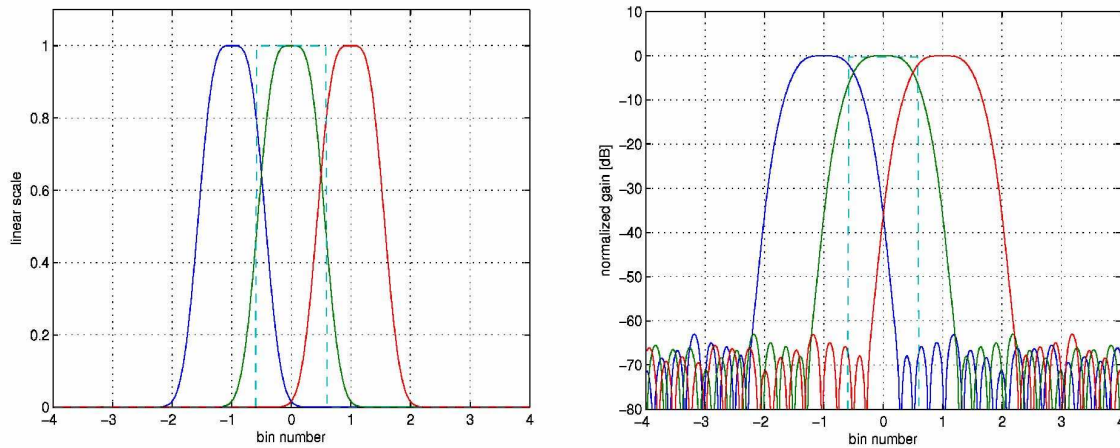 1
0.8
0.6
0.4
0.2
0
linear scale
−4 −3 −2 −1 0 1 2 3 4
bin number
0
−10
−20
−30
−40
−50
−60
−70
−80
normalized gain [dB]
−4 −3 −2 −1 0 1 2 3
bin number